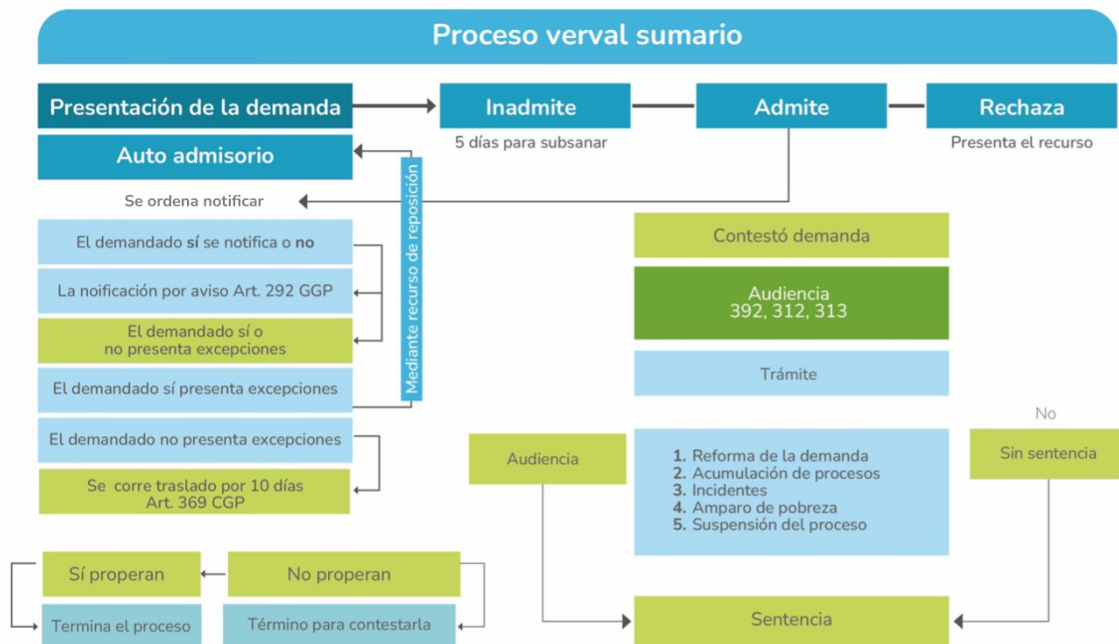 Proceso verval sumario
Presentación de la demanda
Inadmite
Admite
Rechaza
5 días para subsanar
Presenta el recurso
Auto admisorio
Se ordena notificar
Mediante recurso de reposición
El demandado sí se notifica o no
La noificación por aviso Art. 292 GGP
El demandado sí o
no presenta excepciones
El demandado sí presenta excepciones
El demandado no presenta excepciones
Se corre traslado por 10 días
Art. 369 CGP
Sí properan
No properan
Termina el proceso
Término para contestarla
Contestó demanda
Audiencia
392, 312, 313
Trámite
No
Audiencia
1. Reforma de la demanda
2. Acumulación de procesos
3. Incidentes
4. Amparo de pobreza
5. Suspensión del proceso
Sin sentencia
Sentencia